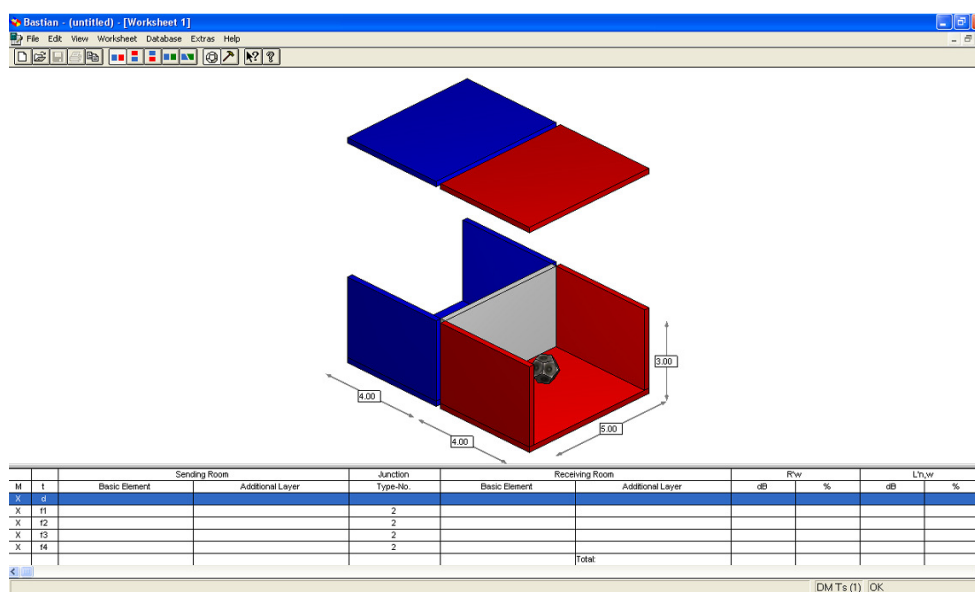 Bastian - (untitled) - [Worksheet 1]
File Edit View Worksheet Database Extras Help
3.00
4.00
4.00
5.00
Sending Room Junction Receiving Room R'w L'n,w
M t Basic Element Additional Layer Type-No. Basic Element Additional Layer dB % dB %
X d
X f1 2
X f2 2
X f3 2
X f4 2
Total:
DM Ts (1) OK